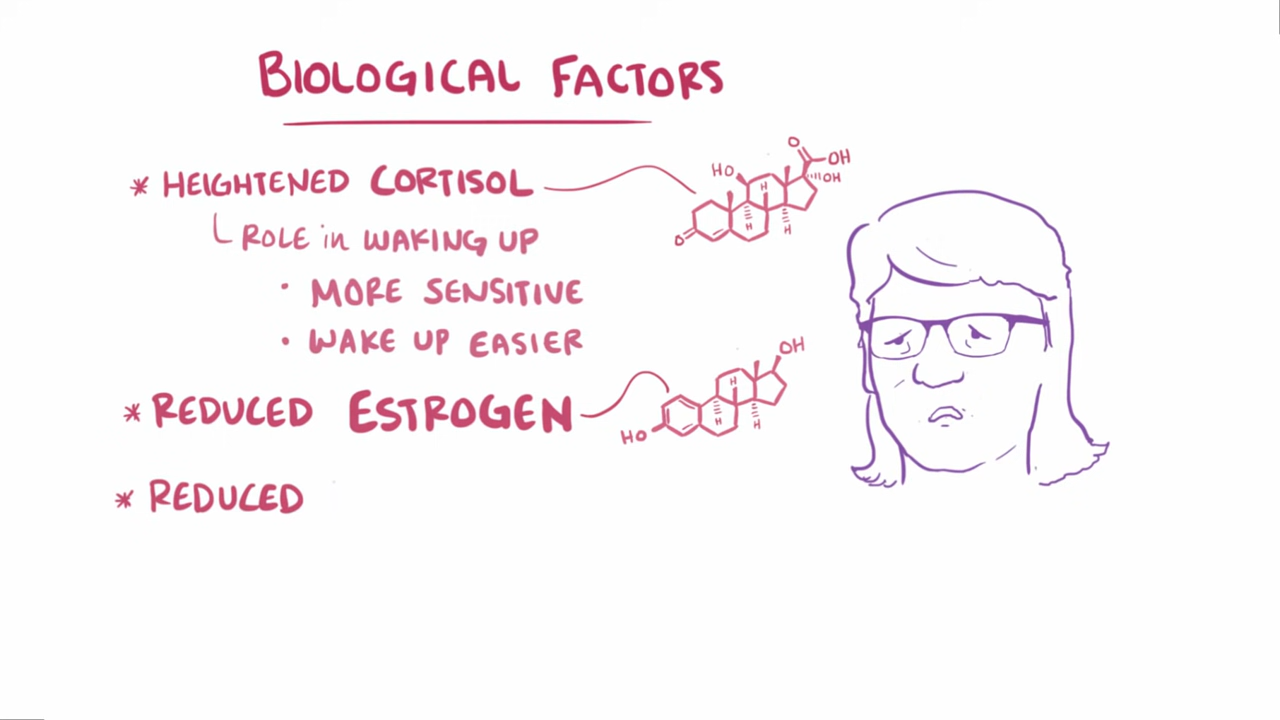 BIOLOGICAL FACTORS
* HEIGHTENED CORTISOL
ROLE in WAKING UP
• MORE SENSITIVE
• WAKE UP EASIER
* REDUCED ESTROGEN
* REDUCED
O
OH
HO
OH
H
H
H
O
OH
H
H
H
HO